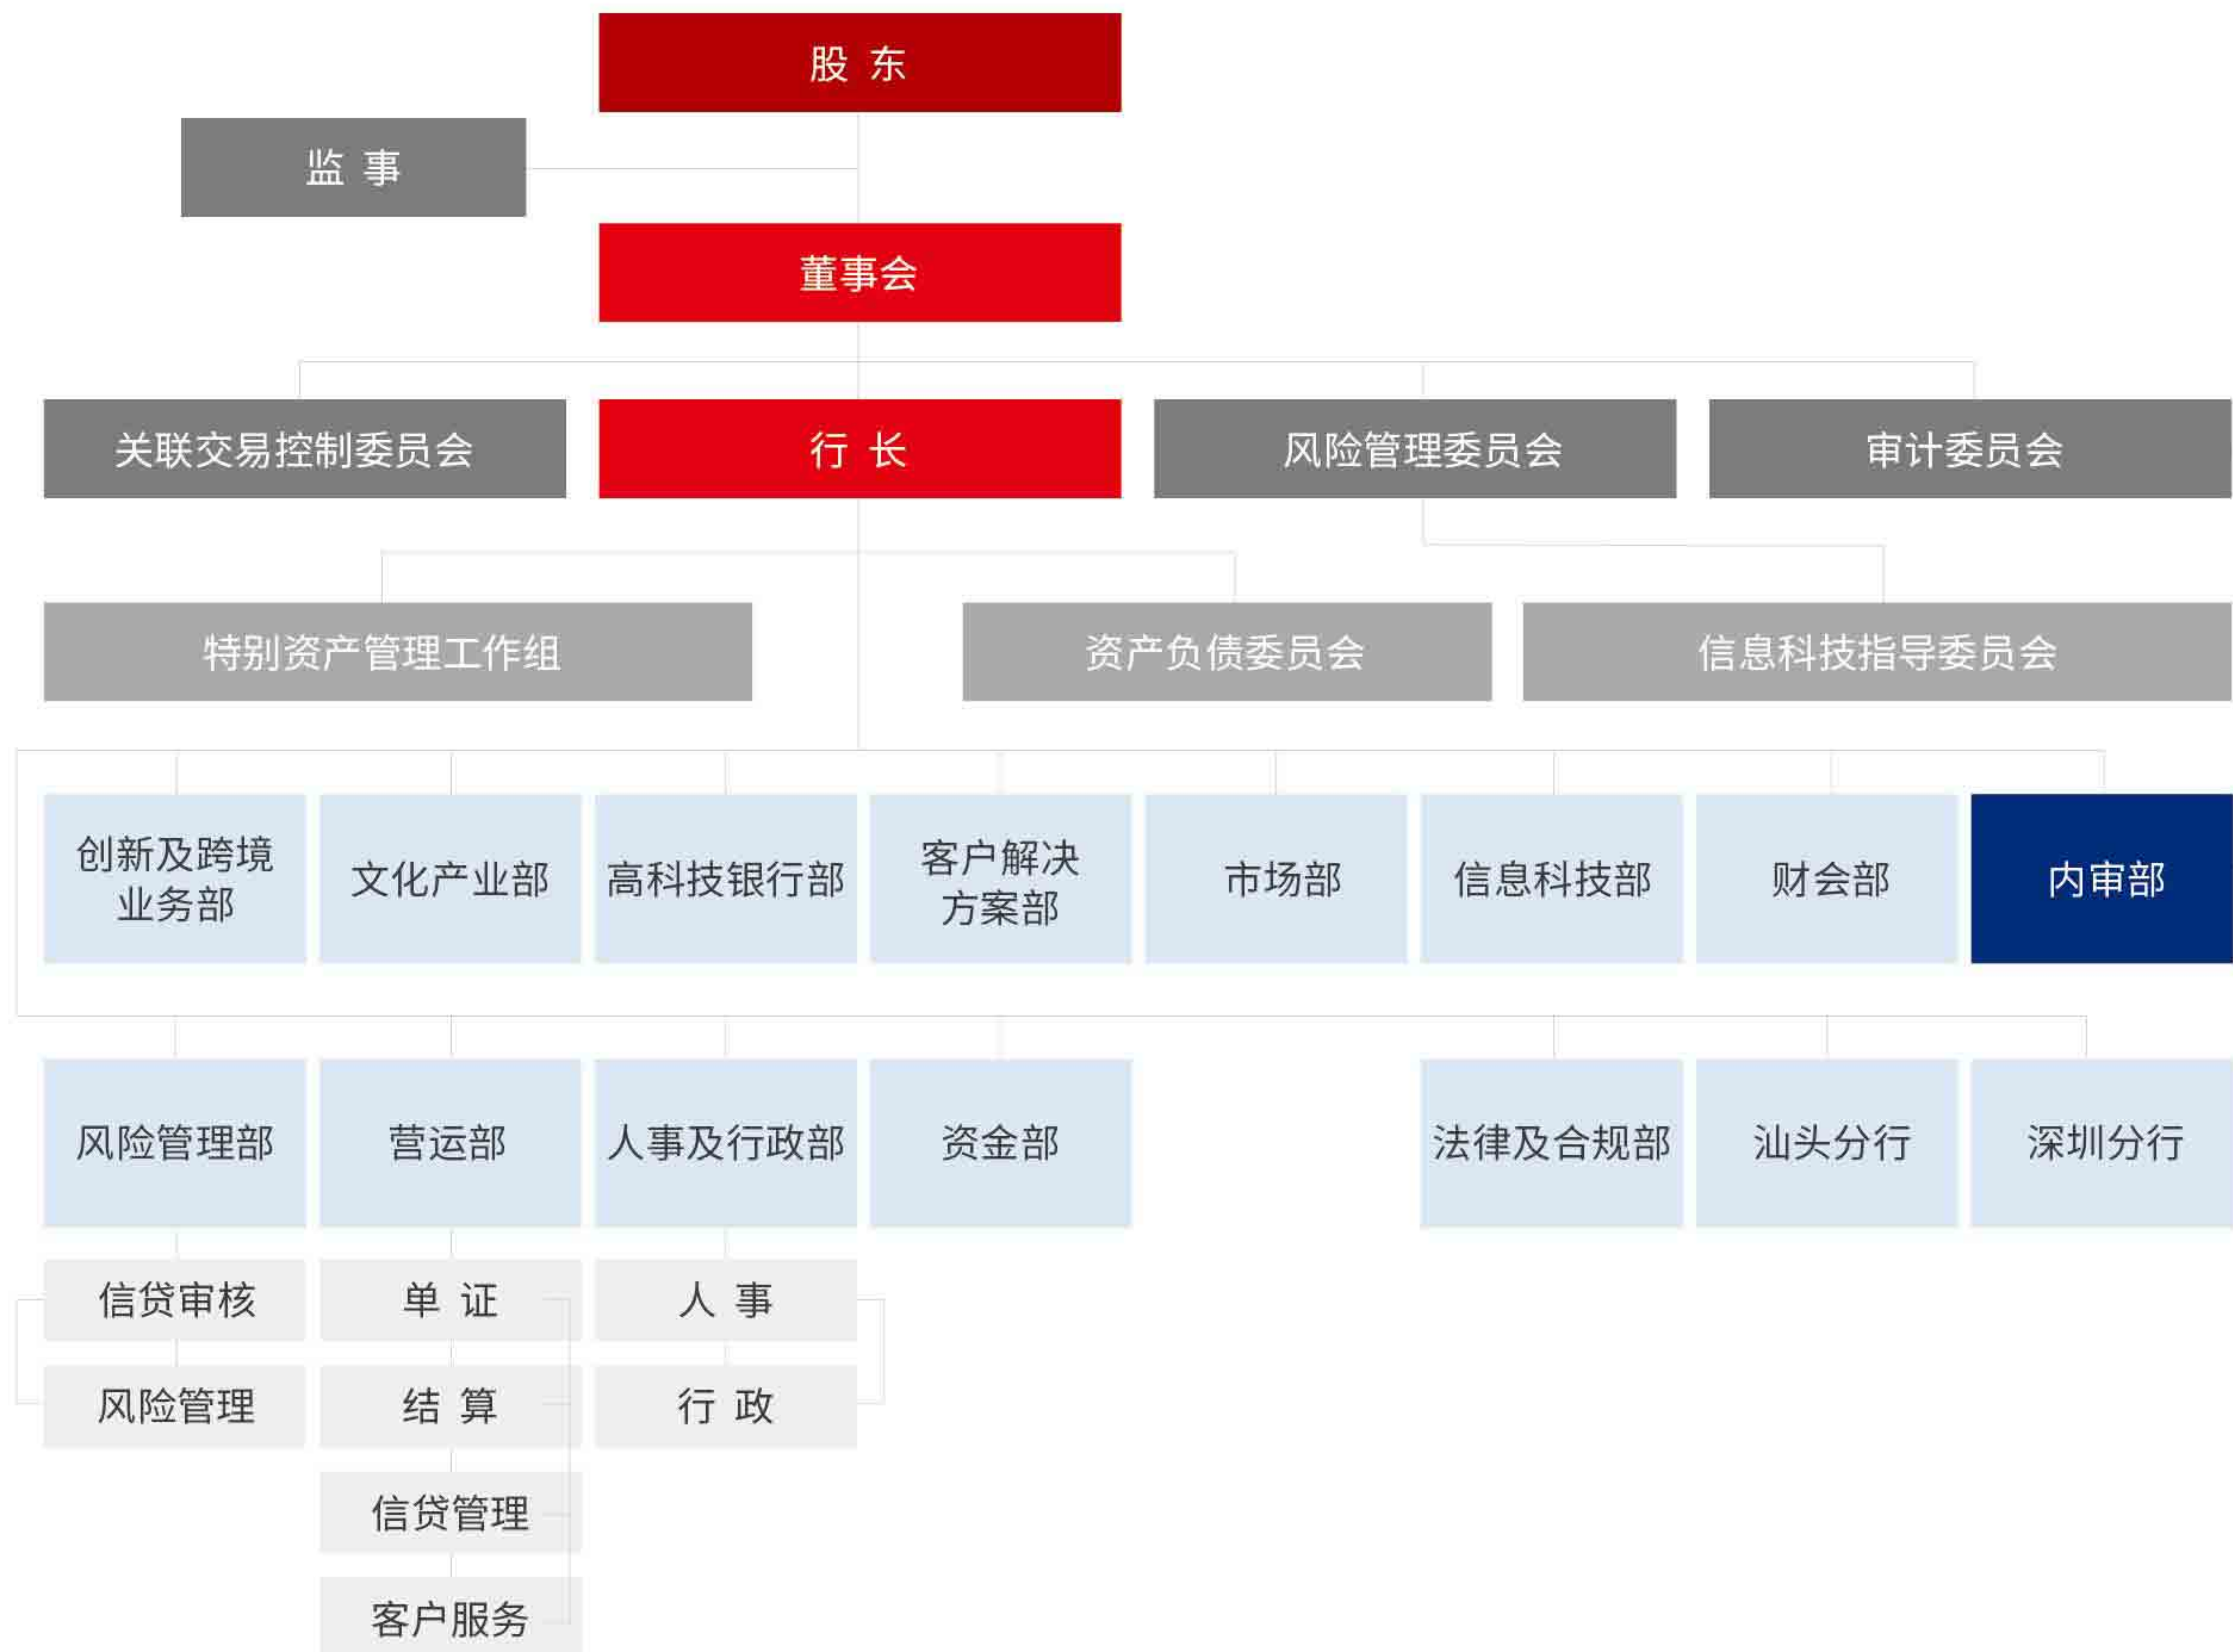 股 东
监 事
董事会
关联交易控制委员会
行 长
风险管理委员会
审计委员会
特别资产管理工作组
资产负债委员会
信息科技指导委员会
创新及跨境
业务部
文化产业部
高科技银行部
客户解决
方案部
市场部
信息科技部
财会部
内审部
风险管理部
营运部
人事及行政部
资金部
法律及合规部
汕头分行
深圳分行
信贷审核
单 证
人 事
风险管理
结 算
行 政
信贷管理
客户服务